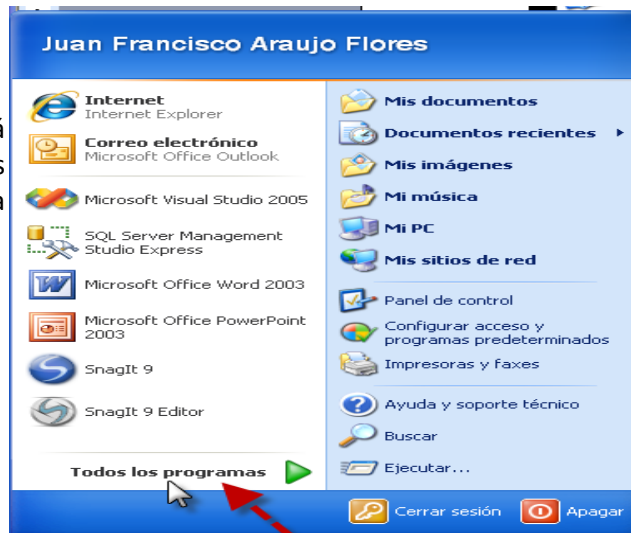 Juan Francisco Araujo Flores
Internet
Internet Explorer
Correo electrónico
Microsoft Office Outlook
Microsoft Visual Studio 2005
SQL Server Management
Studio Express
Microsoft Office Word 2003
Microsoft Office PowerPoint
2003
SnagIt 9
SnagIt 9 Editor
Todos los programas
Mis documentos
Documentos recientes
Mis imágenes
Mi música
Mi PC
Mis sitios de red
Panel de control
Configurar acceso y
programas predeterminados
Impresoras y faxes
Ayuda y soporte técnico
Buscar
Ejecutar...
Cerrar sesión
Apagar